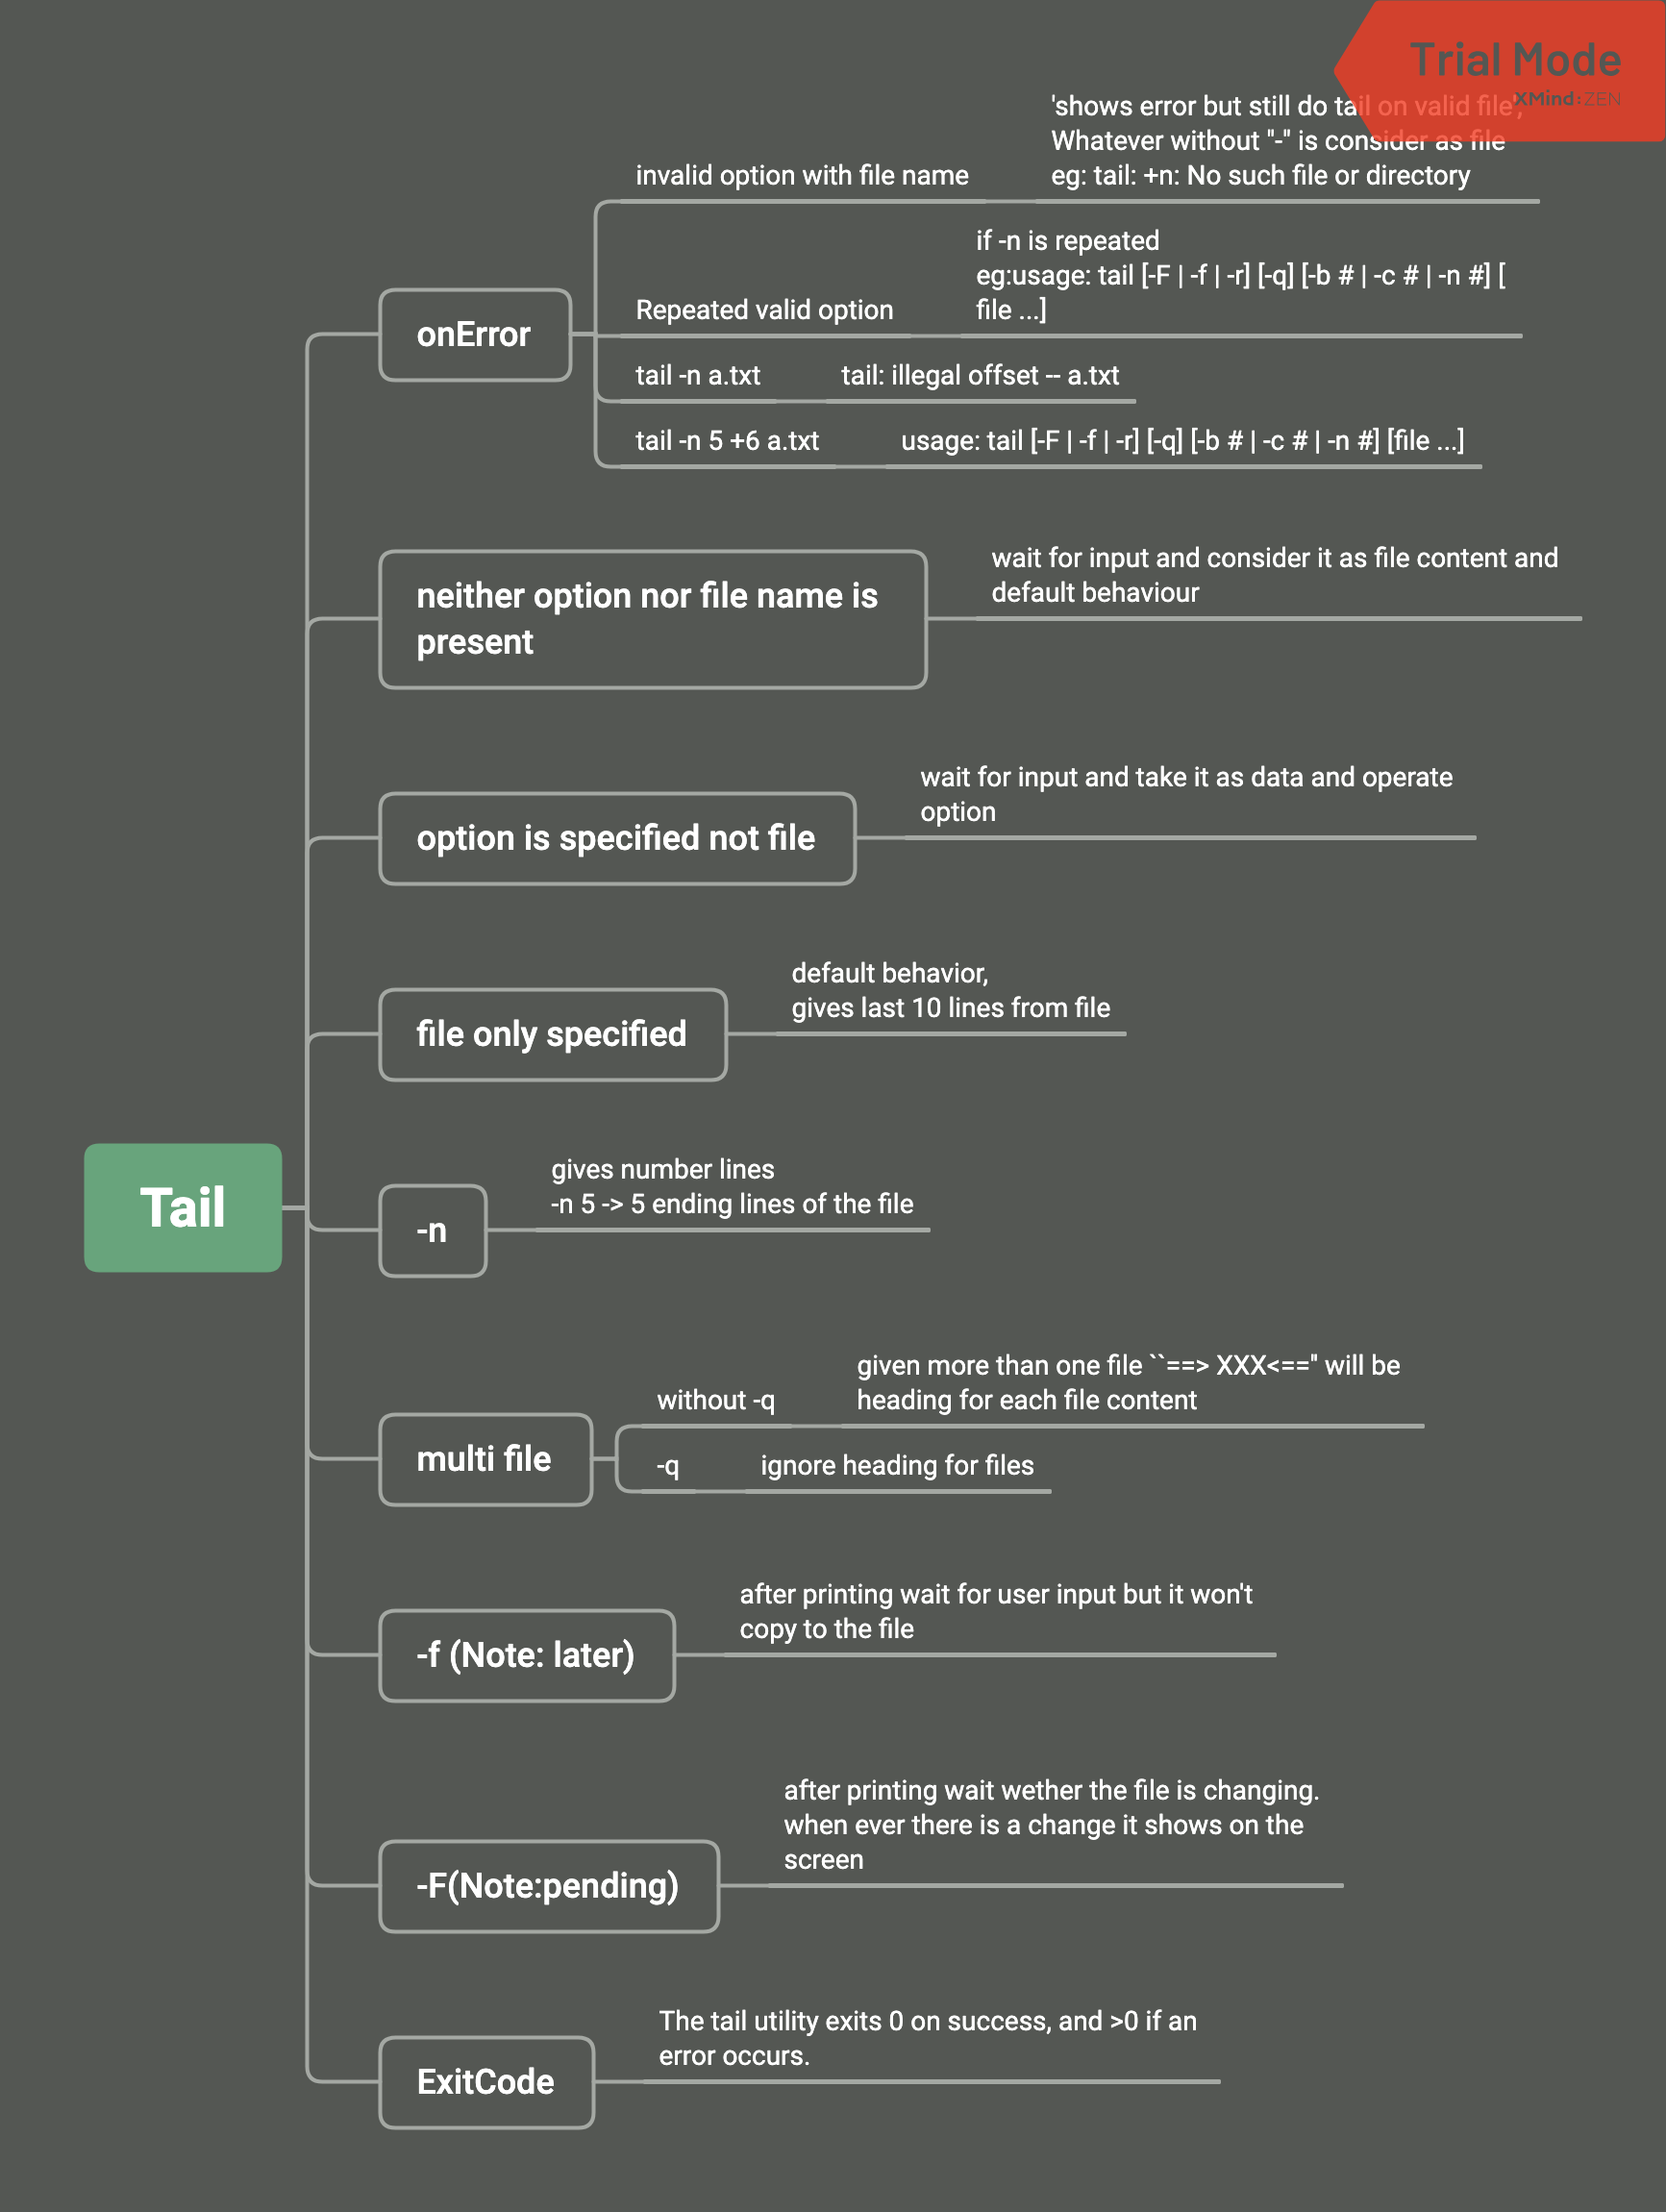 Trial Mode
XMind:ZEN
'shows error but still do tail on valid file',
Whatever without "-" is consider as file
eg: tail: +n: No such file or directory
invalid option with file name
if -n is repeated
eg:usage: tail [-F | -f | -r] [-q] [-b # | -c # | -n #] [
file ...]
Repeated valid option
onError
tail -n a.txt
tail: illegal offset -- a.txt
tail -n 5 +6 a.txt
usage: tail [-F | -f | -r] [-q] [-b # | -c # | -n #] [file ...]
neither option nor file name is
present
wait for input and consider it as file content and
default behaviour
option is specified not file
wait for input and take it as data and operate
option
file only specified
default behavior,
gives last 10 lines from file
Tail
-n
gives number lines
-n 5 -> 5 ending lines of the file
multi file
without -q
given more than one file ``==> XXX<=='' will be
heading for each file content
-q
ignore heading for files
-f (Note: later)
after printing wait for user input but it won't
copy to the file
-F(Note:pending)
after printing wait wether the file is changing.
when ever there is a change it shows on the
screen
ExitCode
The tail utility exits 0 on success, and >0 if an
error occurs.